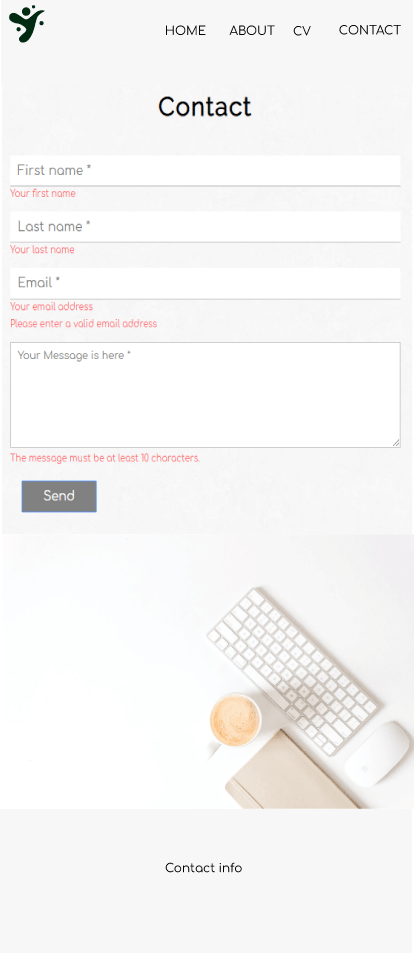 HOME ABOUT CV CONTACT
Contact
First name *
Your first name
Last name *
Your last name
Email *
Your email address
Please enter a valid email address
Your Message is here *
The message must be at least 10 characters.
Send
Contact info